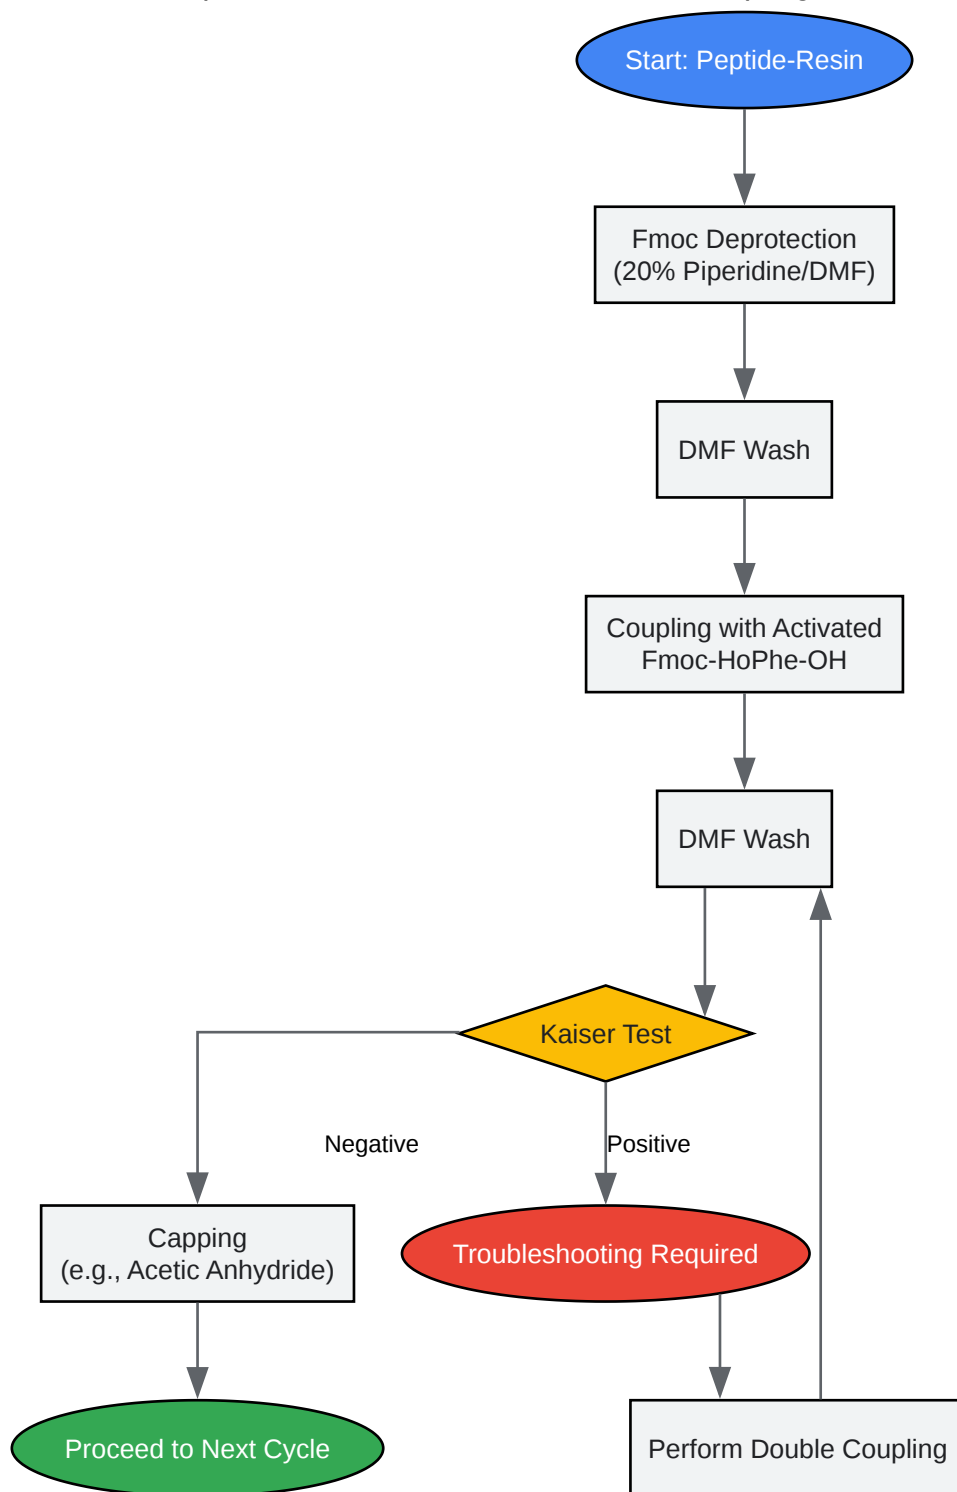 Start: Peptide-Resin
Fmoc Deprotection
(20% Piperidine/DMF)
DMF Wash
Coupling with Activated
Fmoc-HoPhe-OH
DMF Wash
Kaiser Test
Negative
Positive
Capping
(e.g., Acetic Anhydride)
Troubleshooting Required
Proceed to Next Cycle
Perform Double Coupling